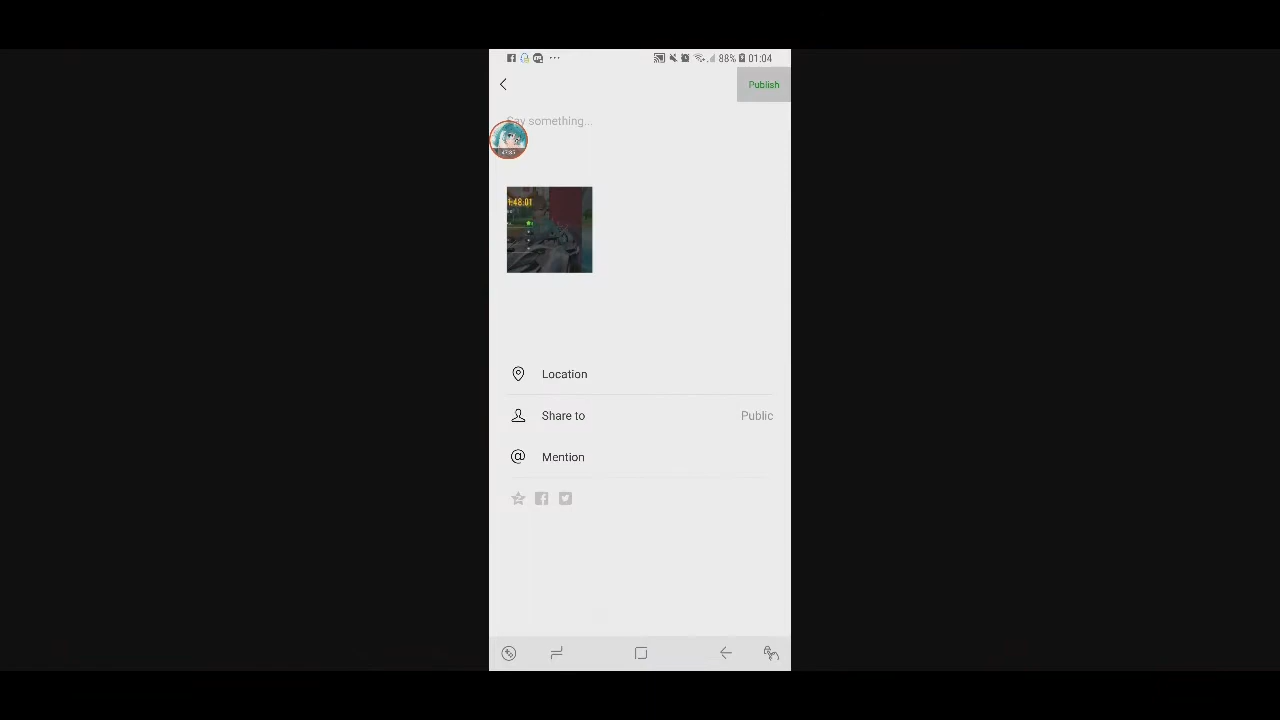 88% 01:04
Publish
Say something...
1:48:01
Location
Share to Public
Mention